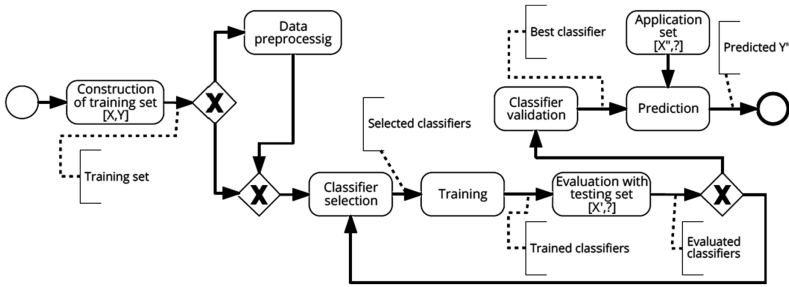 Construction
of training set
[X,Y]
Training set
X
Data
preprocessig
X
Selected classifiers
Classifier
selection
Training
Trained classifiers
Evaluation with
testing set
[X',?]
Evaluated
classifiers
X
Classifier
validation
Best classifier
Application
set
[X",?]
Prediction
Predicted Y"